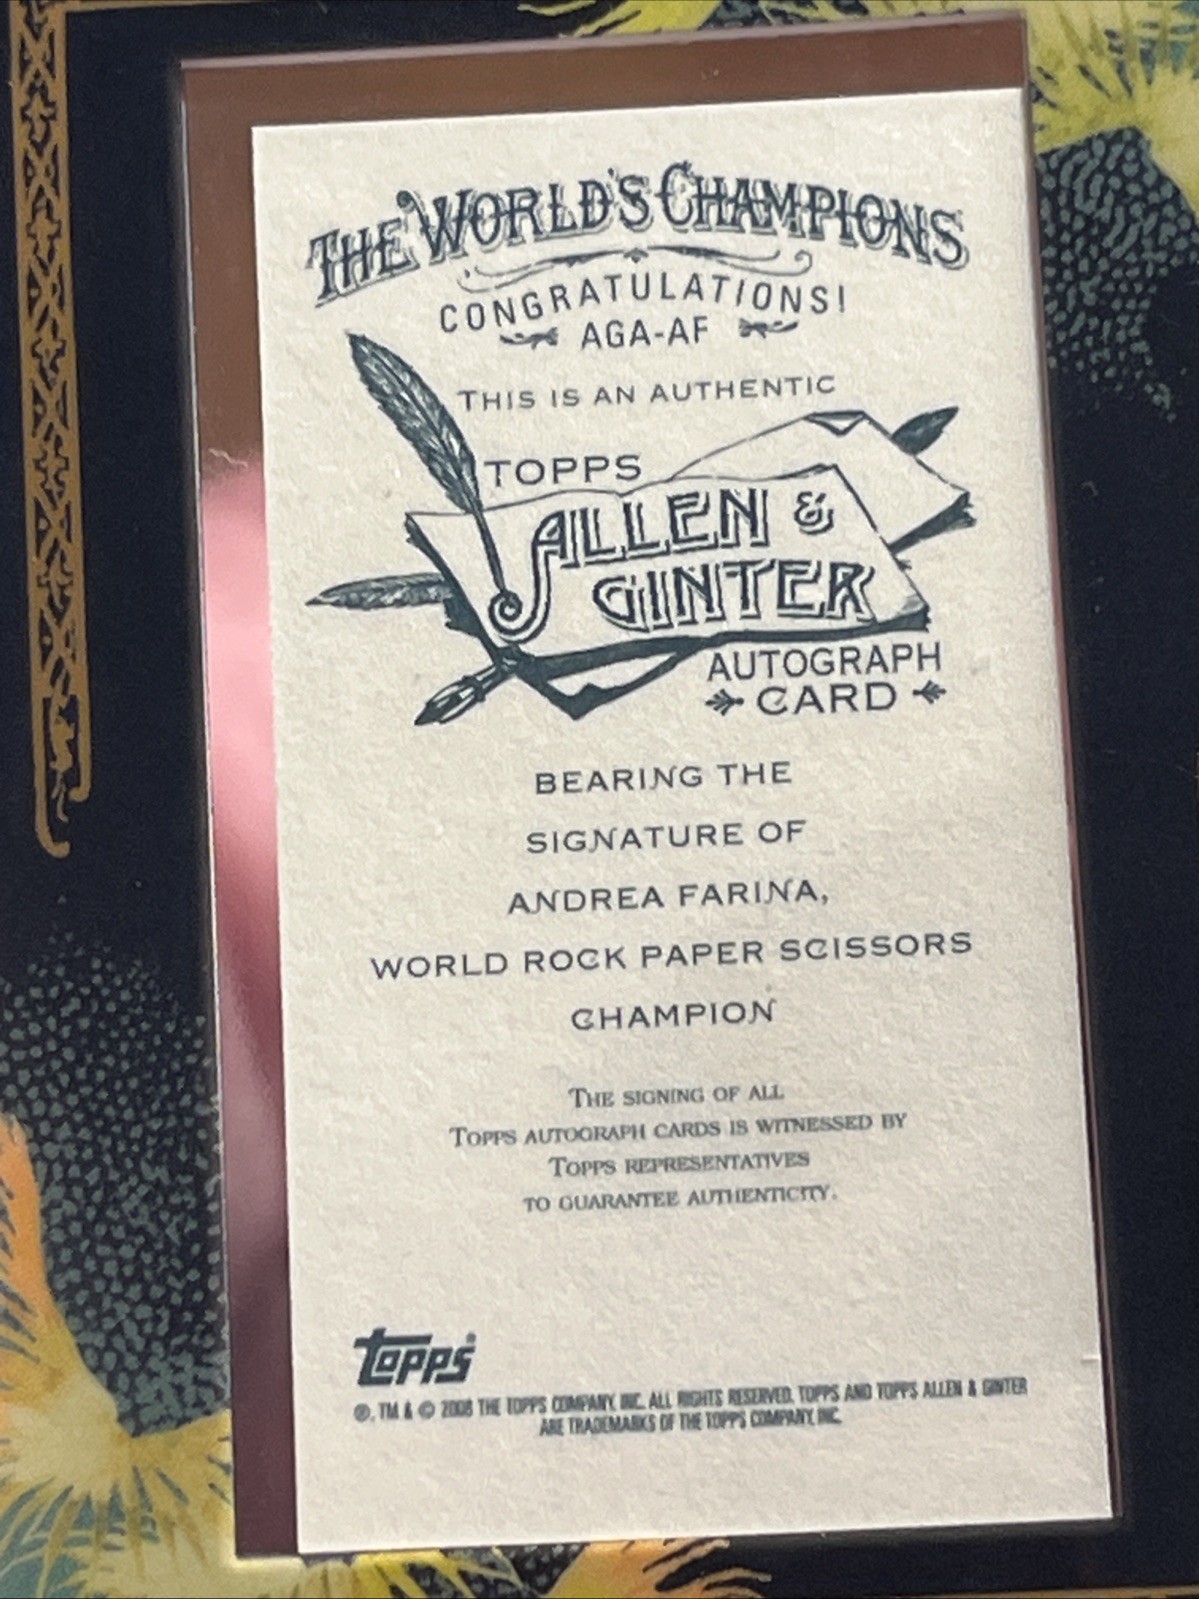 THE WORLD'S CHAMPIONS
CONGRATULATIONS!
AGA-AF
THIS IS AN AUTHENTIC
TOPPS
ALLEN &
GINTER
AUTOGRAPH
CARD
BEARING THE
SIGNATURE OF
ANDREA FARINA,
WORLD ROCK PAPER SCISSORS
CHAMPION
THE SIGNING OF ALL
TOPPS AUTOGRAPH CARDS IS WITNESSED BY
TOPPS REPRESENTATIVES
TO GUARANTEE AUTHENTICITY.
topps®
®, TM & © 2008 THE TOPPS COMPANY, INC. ALL RIGHTS RESERVED. TOPPS AND TOPPS ALLEN & GINTER
ARE TRADEMARKS OF THE TOPPS COMPANY, INC.